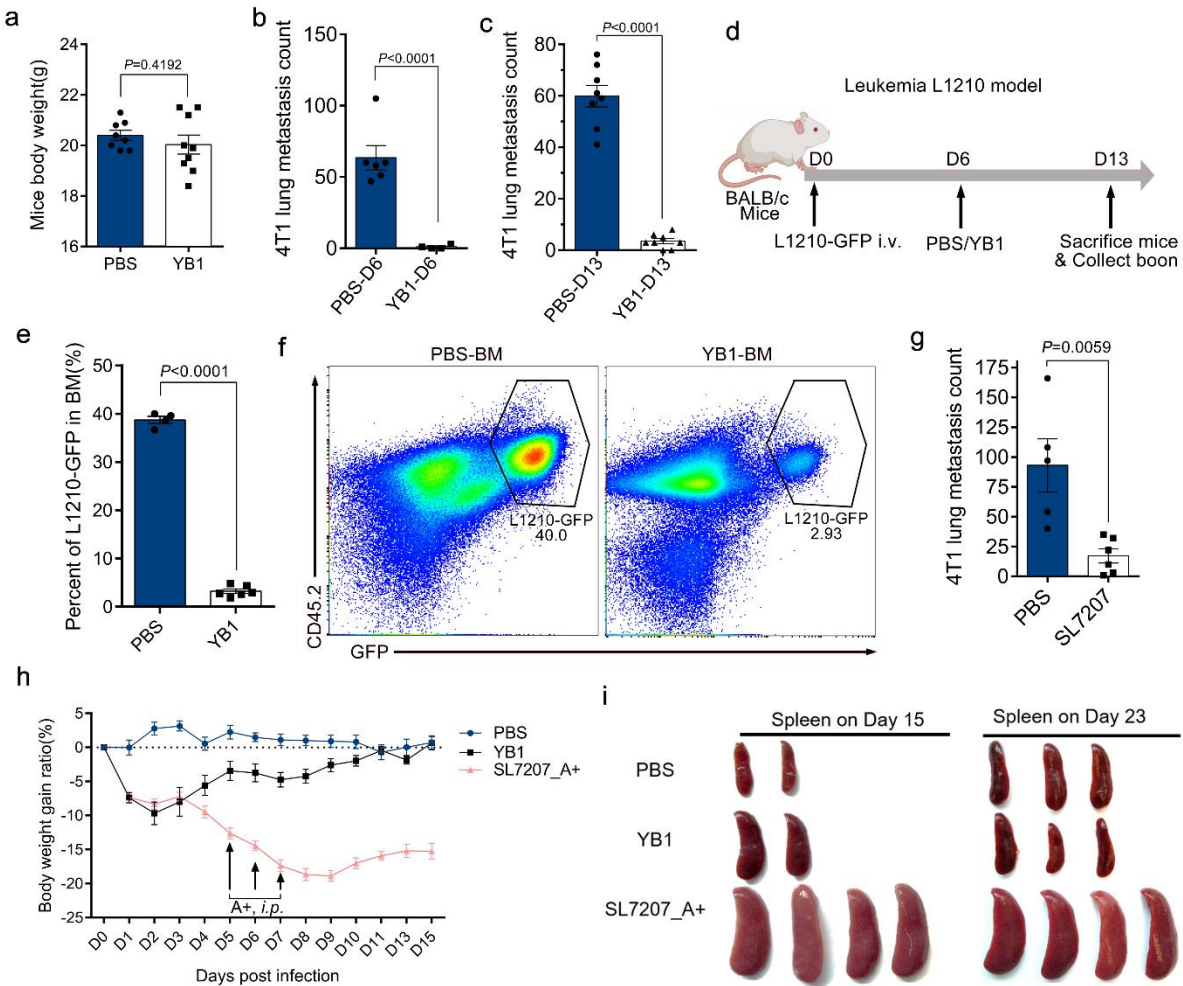 a
Mice body weight(g)
24
22
20
18
16
P=0.4192
PBS
YB1
b
4T1 lung metastasis count
150
100
50
0
P<0.0001
PBS-D6
YB1-D6
c
4T1 lung metastasis count
80
60
40
20
0
P<0.0001
PBS-D13
YB1-D13
d
Leukemia L1210 model
D0
D6
D13
BALB/c
Mice
L1210-GFP i.v.
PBS/YB1
Sacrifice mice
& Collect boon
e
Percent of L1210-GFP in BM(%)
50
40
30
20
10
0
P<0.0001
PBS
YB1
f
PBS-BM
YB1-BM
L1210-GFP
40.0
L1210-GFP
2.93
CD45.2
GFP
g
4T1 lung metastasis count
175
150
125
100
75
50
25
0
P=0.0059
PBS
SL7207
h
Body weight gain ratio(%)
5
0
-5
-10
-15
-20
-25
PBS
YB1
SL7207_A+
A+, i.p.
D0
D1
D2
D3
D4
D5
D6
D7
D8
D9
D10
D11
D13
D15
Days post infection
i
Spleen on Day 15
Spleen on Day 23
PBS
YB1
SL7207_A+